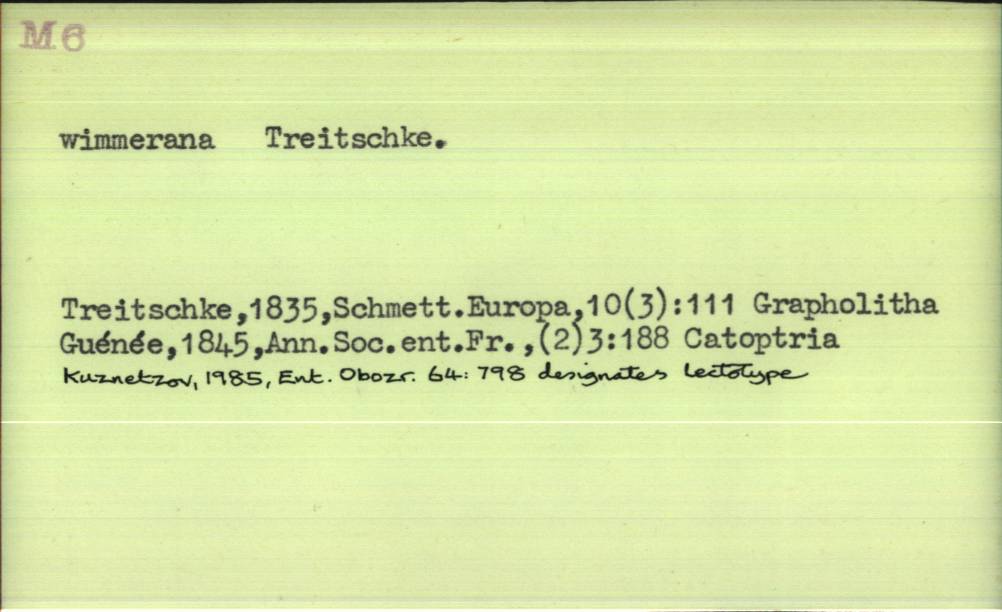 M6
wimmerana Treitschke.
Treitschke,1835,Schmett.Europa,10(3):111 Grapholitha
Guénée,1845,Ann.Soc.ent.Fr.,(2)3:188 Catoptria
Kuznetzov, 1985, Ent. Obozr. 64: 798 designates lectotype